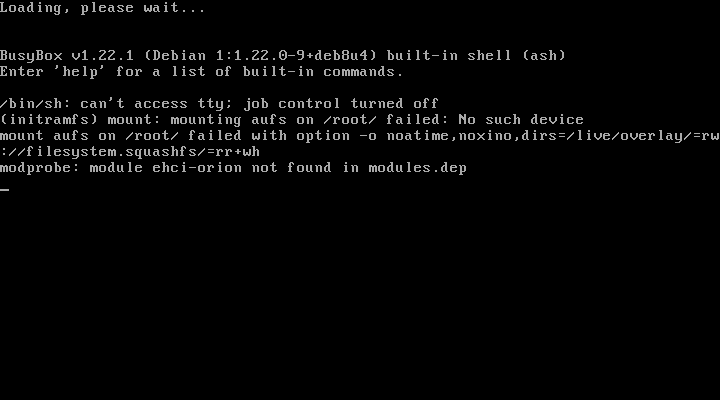 Loading, please wait...
BusyBox v1.22.1 (Debian 1:1.22.0-9+deb8u4) built-in shell (ash)
Enter 'help' for a list of built-in commands.
/bin/sh: can't access tty; job control turned off
(initramfs) mount: mounting aufs on /root/ failed: No such device
mount aufs on /root/ failed with option -o noatime,noxino,dirs=/live/overlay/=rw
://filesystem.squashfs/=rr+wh
modprobe: module ehci-orion not found in modules.dep